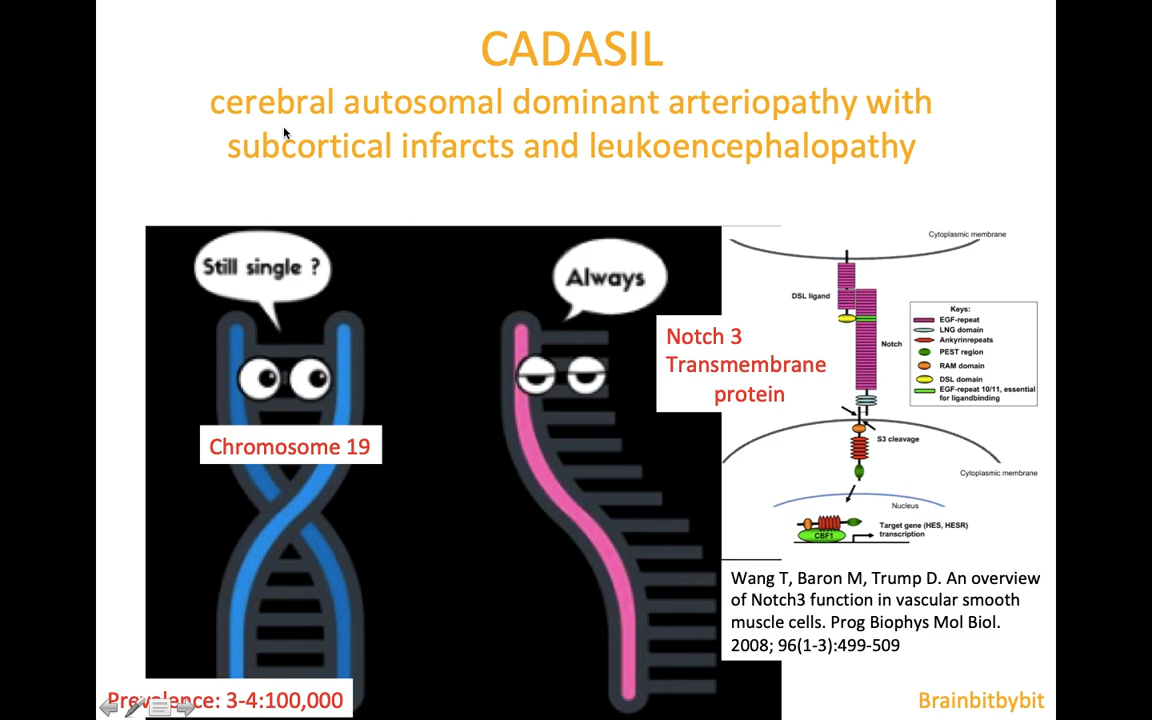 CADASIL
cerebral autosomal dominant arteriopathy with
subcortical infarcts and leukoencephalopathy
Still single ?
Always
Chromosome 19
Notch 3
Transmembrane
protein
Cytoplasmic membrane
DSL ligand
Notch
Keys:
EGF-repeat
LNG domain
Ankyrinrepeats
PEST region
RAM domain
DSL domain
EGF-repeat 10/11, essential
for ligandbinding
S3 cleavage
Cytoplasmic membrane
Nucleus
Target gene (HES, HESR)
transcription
CBF1
Wang T, Baron M, Trump D. An overview
of Notch3 function in vascular smooth
muscle cells. Prog Biophys Mol Biol.
2008; 96(1-3):499-509
Prevalence: 3-4:100,000
Brainbitbybit